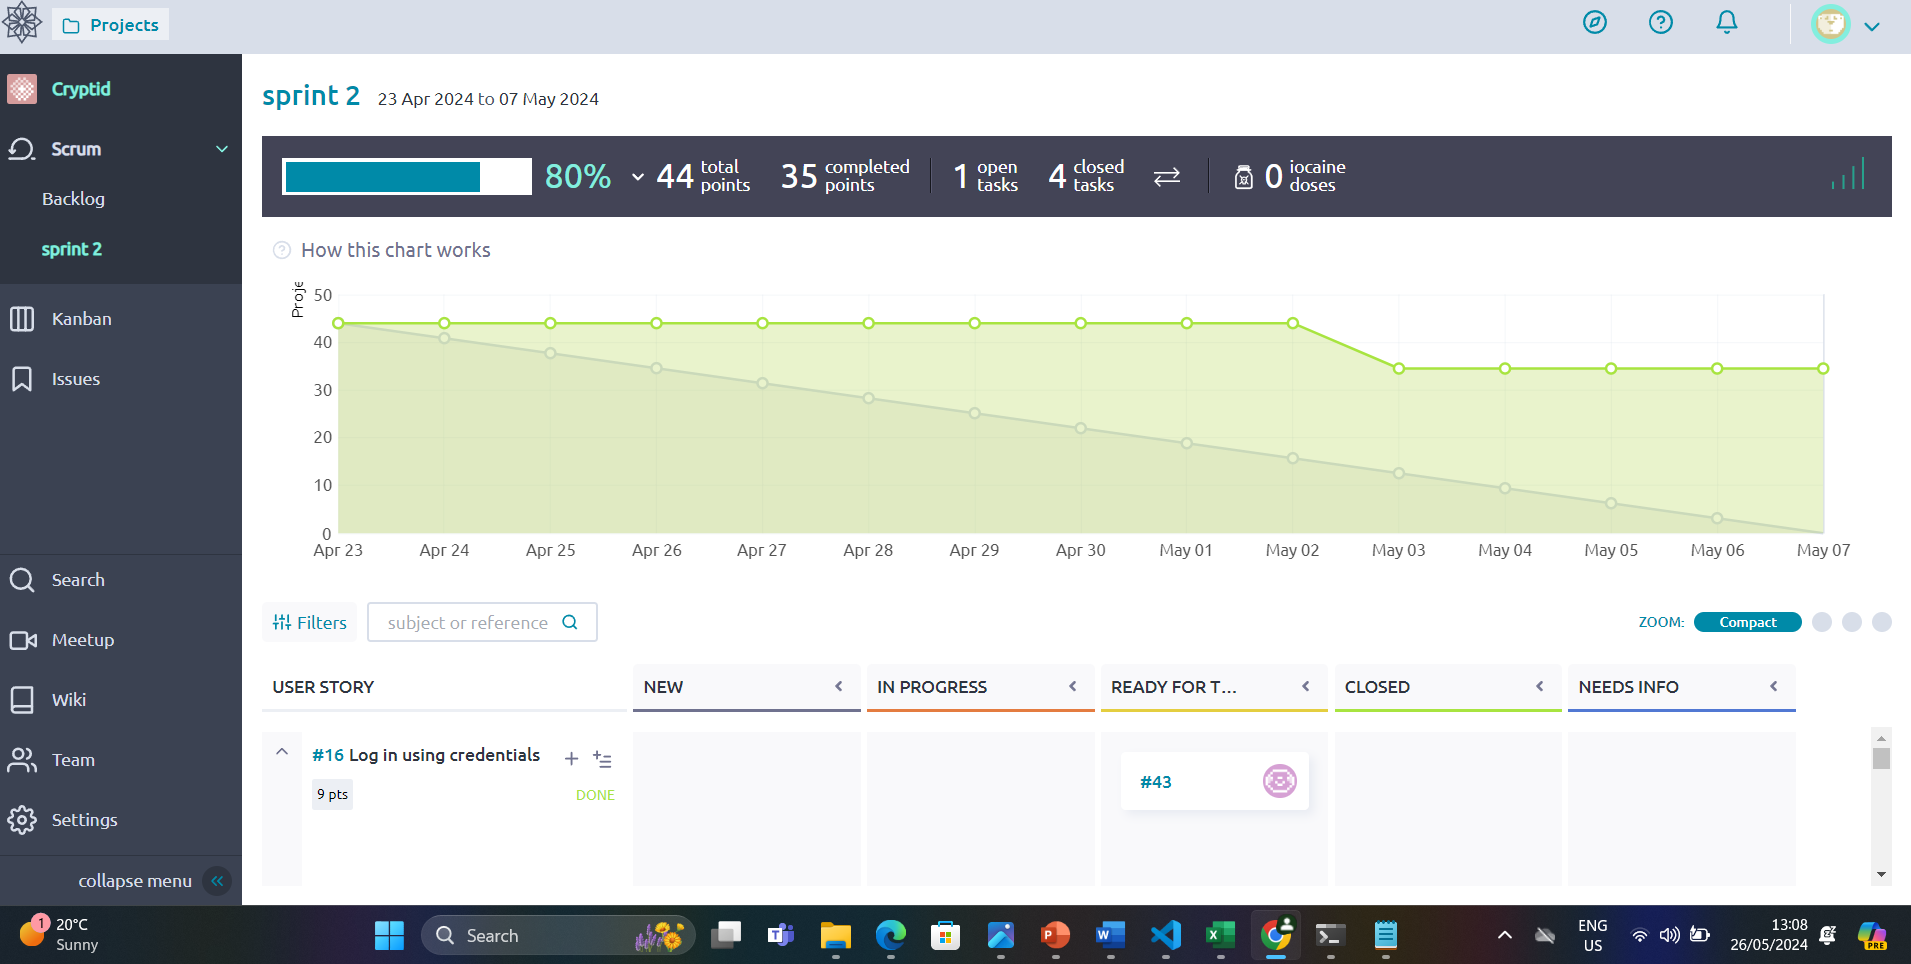 Projects
Cryptid
Scrum
Backlog
sprint 2
Kanban
Issues
Search
Meetup
Wiki
Team
Settings
collapse menu
sprint 2 23 Apr 2024 to 07 May 2024
80% 44 total points 35 completed points 1 open tasks 4 closed tasks 0 iocaine doses
How this chart works
Proje
50
40
30
20
10
0
Apr 23 Apr 24 Apr 25 Apr 26 Apr 27 Apr 28 Apr 29 Apr 30 May 01 May 02 May 03 May 04 May 05 May 06 May 07
Filters subject or reference ZOOM: Compact
USER STORY NEW IN PROGRESS READY FOR T... CLOSED NEEDS INFO
#16 Log in using credentials
9 pts DONE
#43
1
20°C
Sunny
Search
ENG
US
13:08
26/05/2024
PRE